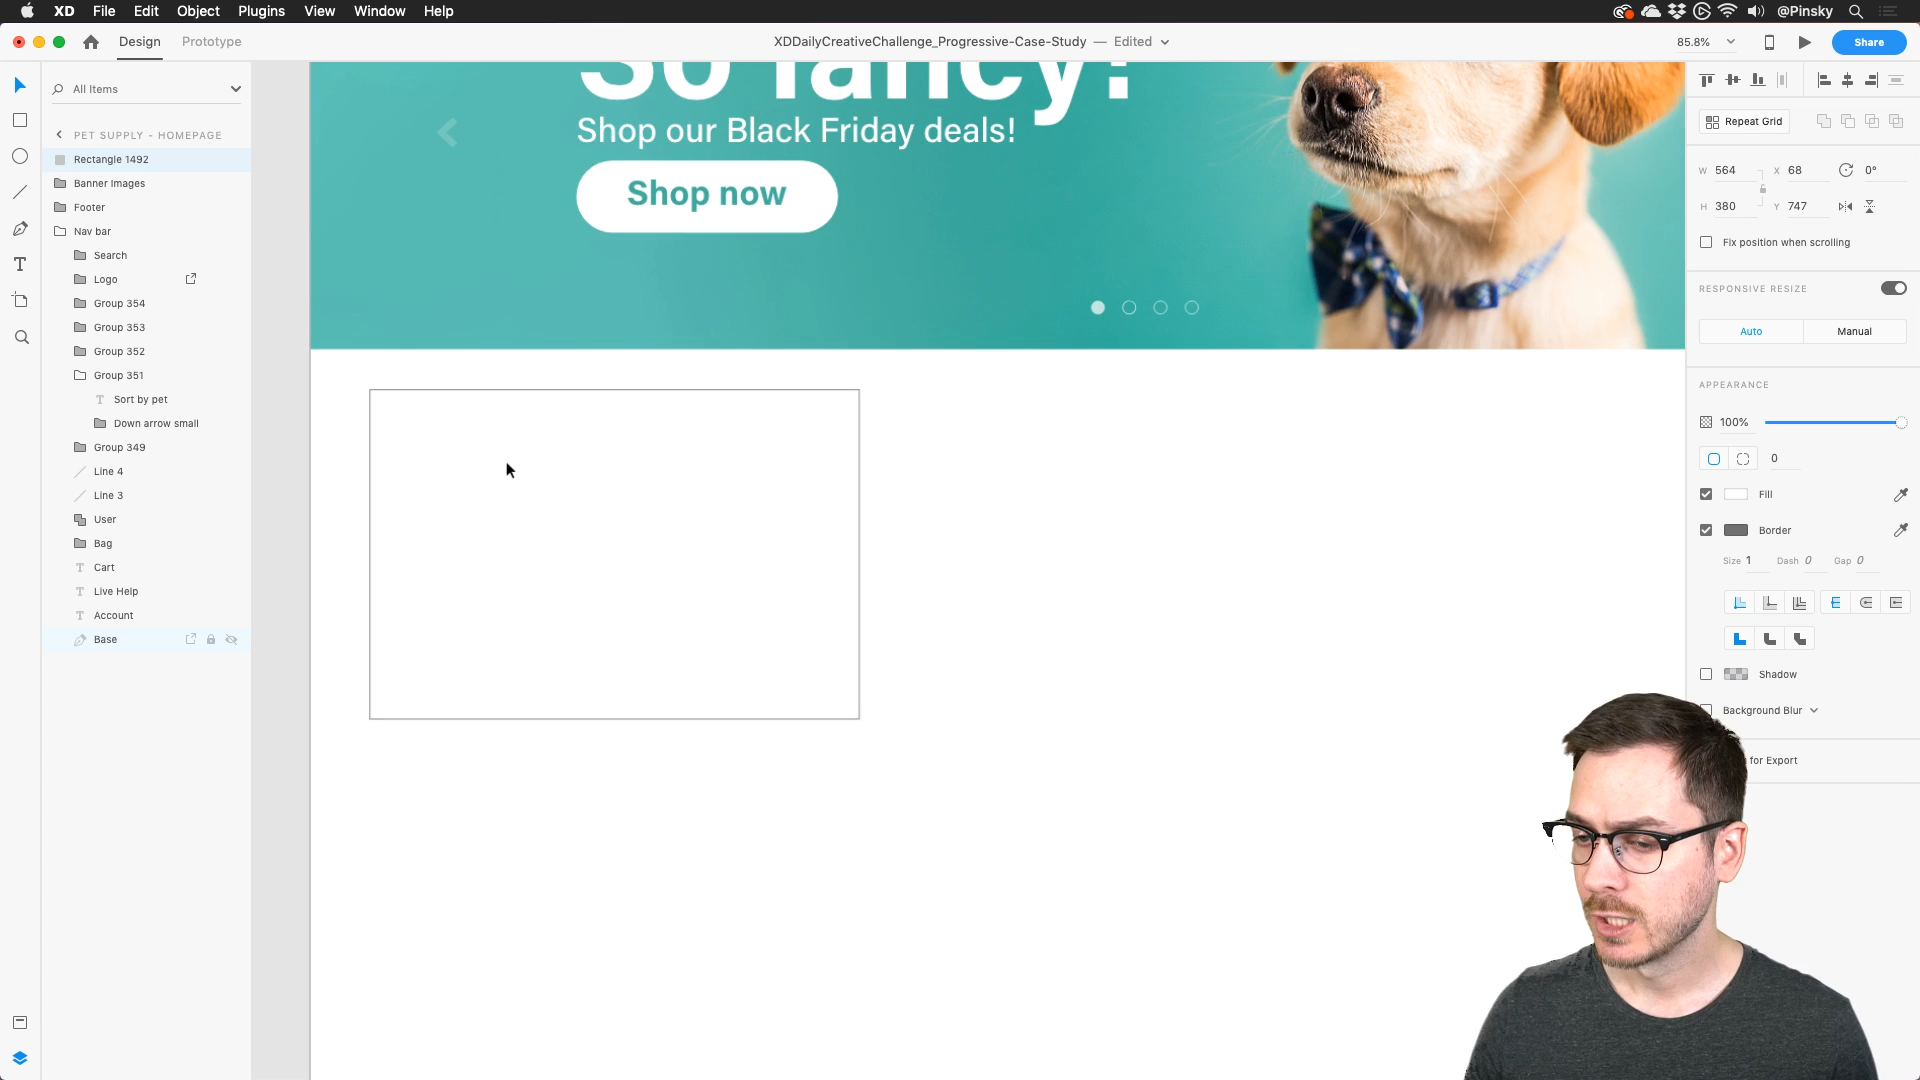 XD File Edit Object Plugins View Window Help @Pinsky
Design Prototype XDDailyCreativeChallenge_Progressive-Case-Study — Edited 85.8% Share
All Items
PET SUPPLY - HOMEPAGE
Rectangle 1492
Banner Images
Footer
Nav bar
Search
Logo
Group 354
Group 353
Group 352
Group 351
Sort by pet
Down arrow small
Group 349
Line 4
Line 3
User
Bag
Cart
Live Help
Account
Base
So fancy!
Shop our Black Friday deals!
Shop now
Repeat Grid
W 564 X 68 0°
H 380 Y 747
Fix position when scrolling
RESPONSIVE RESIZE
Auto Manual
APPEARANCE
100%
0
Fill
Border
Size 1 Dash 0 Gap 0
Shadow
Background Blur
for Export